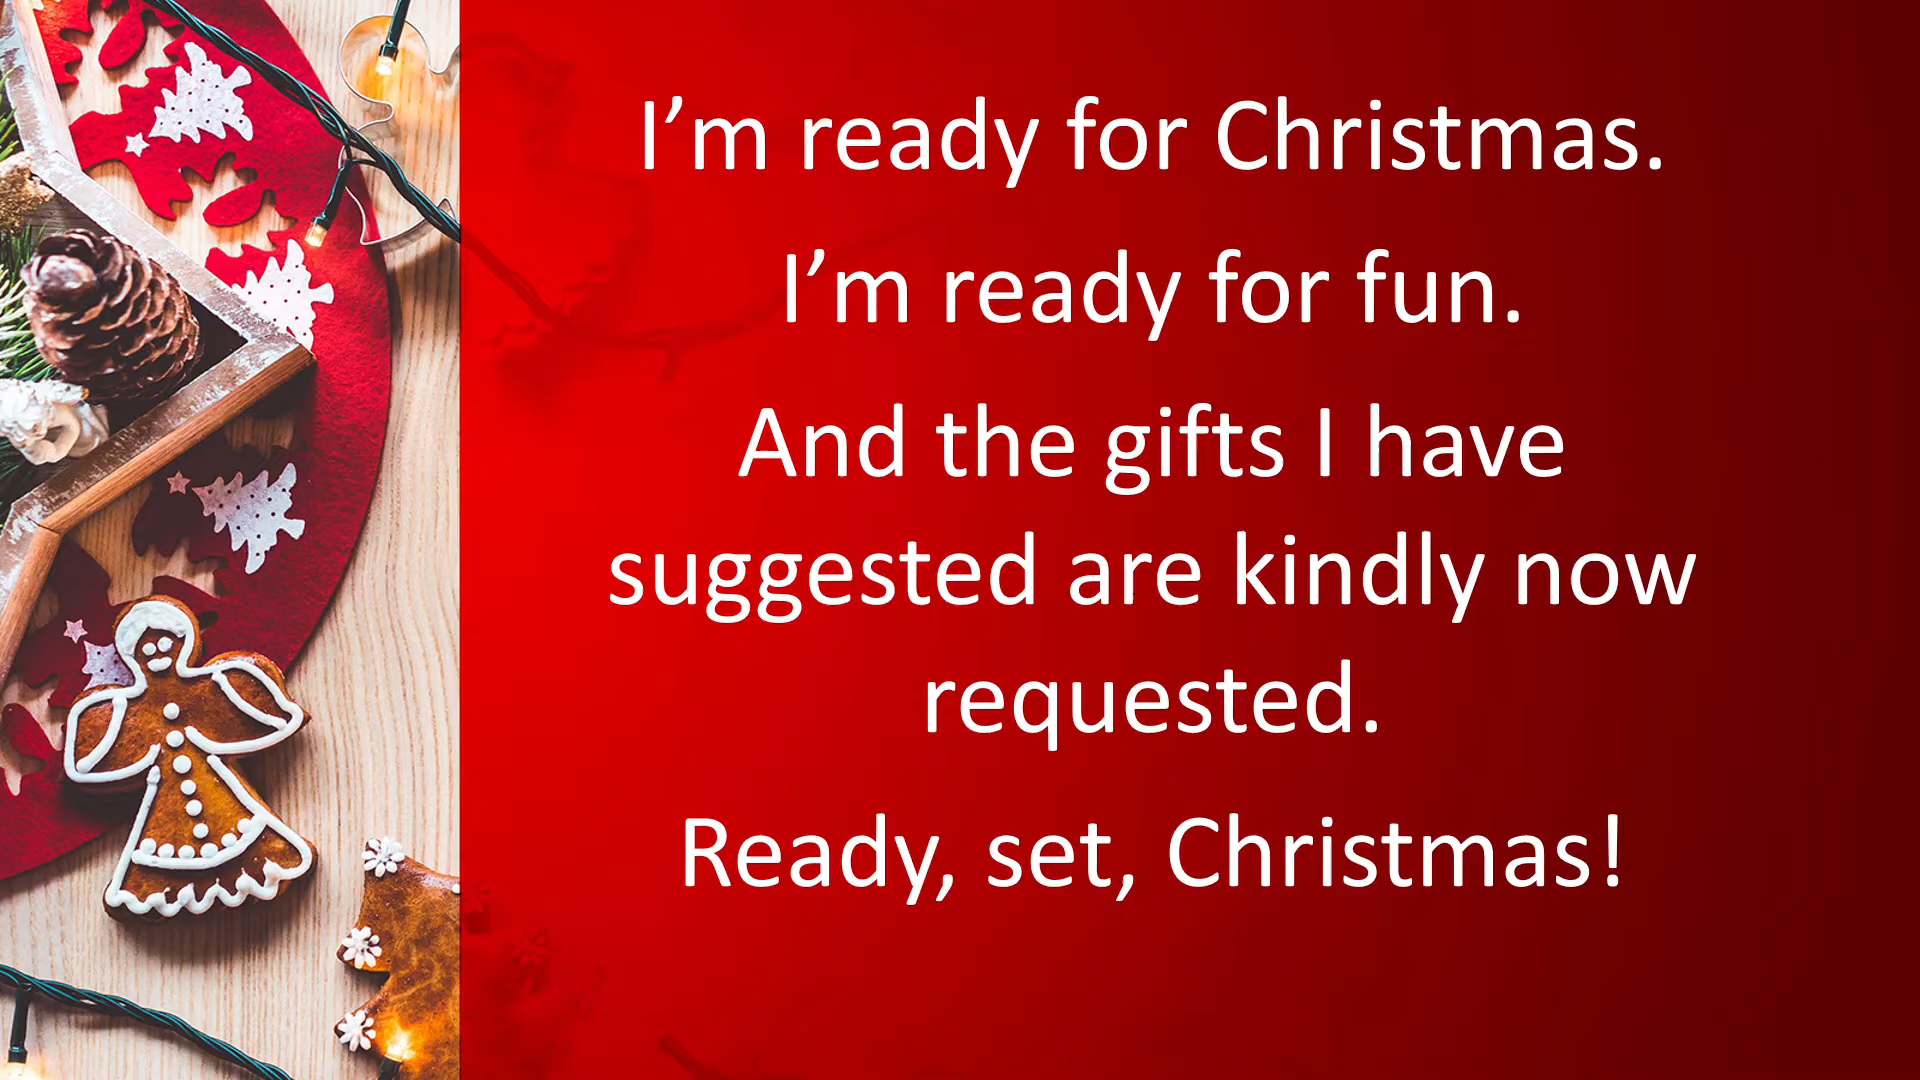 I’m ready for Christmas.
I’m ready for fun.
And the gifts I have
suggested are kindly now
requested.
Ready, set, Christmas!